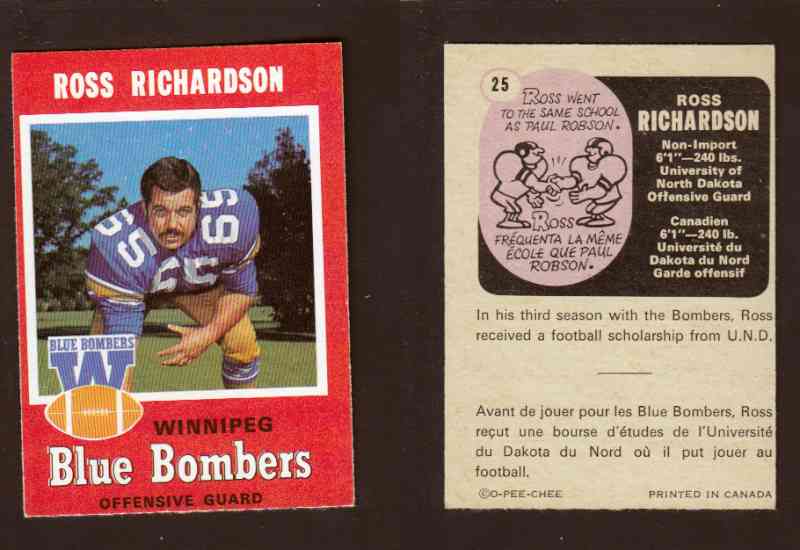 ROSS RICHARDSON
65 65 65
BLUE BOMBERS
W
WINNIPEG
Blue Bombers
OFFENSIVE GUARD
25
ROSS WENT
TO THE SAME SCHOOL
AS PAUL ROBSON.
ROSS
FRÉQUENTA LA MÊME
ÉCOLE QUE PAUL
ROBSON.
ROSS
RICHARDSON
Non-Import
6'1"—240 lbs.
University of
North Dakota
Offensive Guard
Canadien
6'1"—240 lb.
Université du
Dakota du Nord
Garde offensif
In his third season with the Bombers, Ross
received a football scholarship from U.N.D.
Avant de jouer pour les Blue Bombers, Ross
reçut une bourse d'études de l'Université
du Dakota du Nord où il put jouer au
football.
©O-PEE-CHEE PRINTED IN CANADA